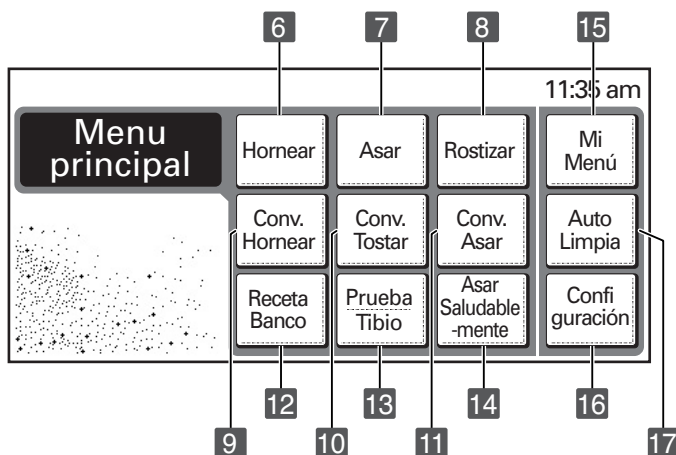 6 7 8 15
11:35 am
Menu
principal
Hornear
Asar
Rostizar
Mi
Menú
Conv.
Hornear
Conv.
Tostar
Conv.
Asar
Auto
Limpia
Receta
Banco
Prueba
Tibio
Asar
Saludable
-mente
Confi
guración
12 13 14 16
9 10 11 17